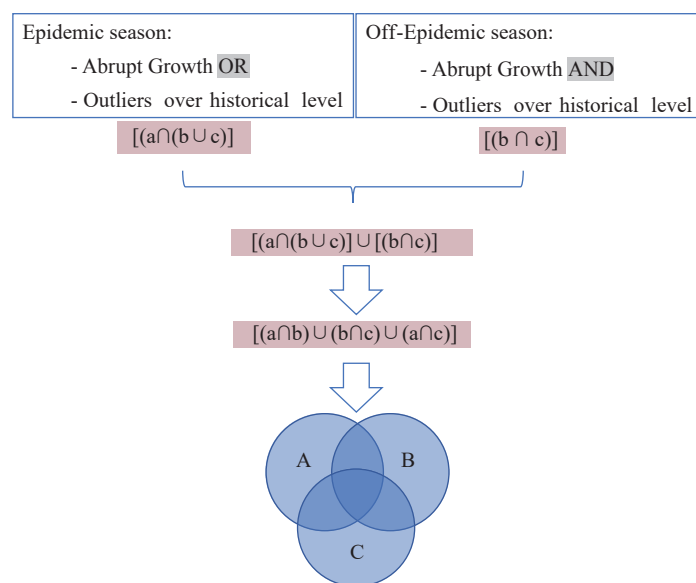 Epidemic season:
- Abrupt Growth OR
- Outliers over historical level
[(a∩(b∪c)]
Off-Epidemic season:
- Abrupt Growth AND
- Outliers over historical level
[(b ∩ c)]
[(a∩(b∪c)]∪[(b∩c)]
[(a∩b)∪(b∩c)∪(a∩c)]
A
B
C